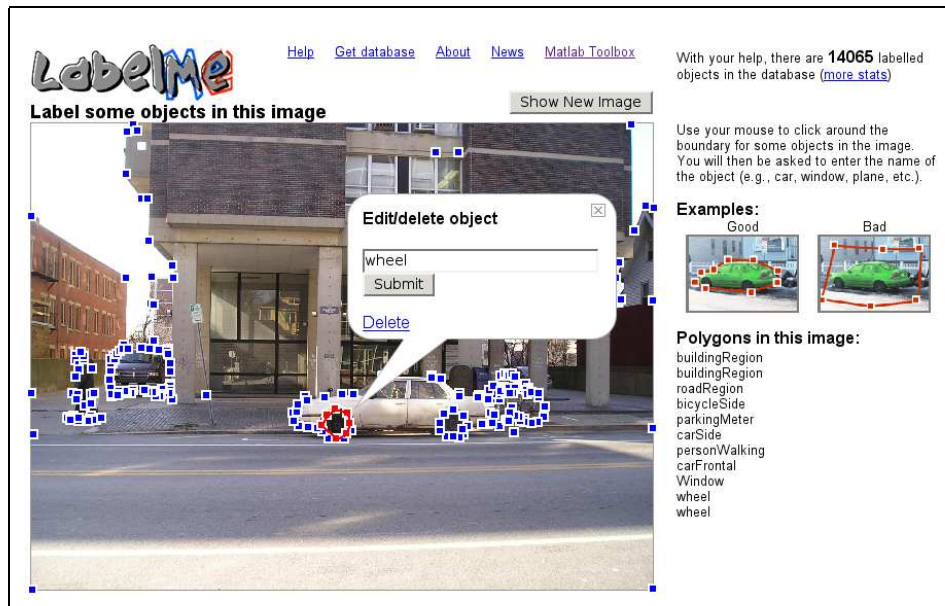 LabelMe
Help Get database About News Matlab Toolbox
With your help, there are 14065 labelled
objects in the database (more stats)
Label some objects in this image
Show New Image
Use your mouse to click around the
boundary for some objects in the image.
You will then be asked to enter the name of
the object (e.g., car, window, plane, etc.).
Edit/delete object
wheel
Submit
Delete
Examples:
Good Bad
Polygons in this image:
buildingRegion
buildingRegion
roadRegion
bicycleSide
parkingMeter
carSide
personWalking
carFrontal
Window
wheel
wheel